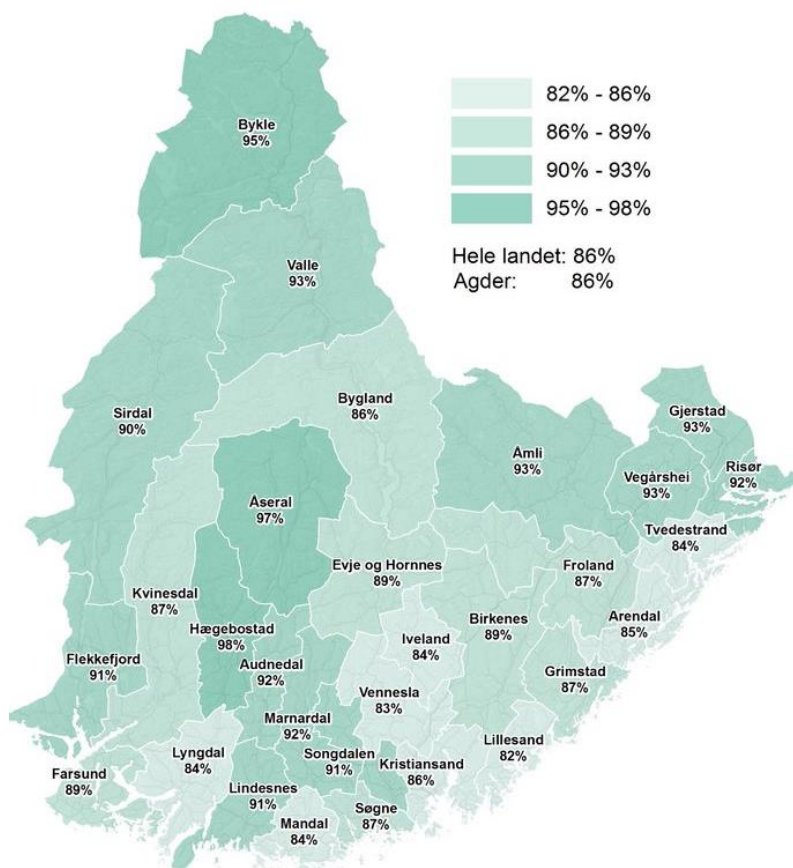 82% - 86%
86% - 89%
90% - 93%
95% - 98%
Hele landet: 86%
Agder: 86%
Bykle
95%
Valle
93%
Sirdal
90%
Bygland
86%
Gjerstad
93%
Åmli
93%
Vegårshei
93%
Risør
92%
Åseral
97%
Tvedestrand
84%
Evje og Hornnes
89%
Froland
87%
Kvinesdal
87%
Arendal
85%
Birkenes
89%
Hægebostad
98%
Iveland
84%
Flekkefjord
91%
Audnedal
92%
Grimstad
87%
Vennesla
83%
Marnardal
92%
Lillesand
82%
Lyngdal
84%
Songdalen
91%
Kristiansand
86%
Farsund
89%
Lindesnes
91%
Søgne
87%
Mandal
84%